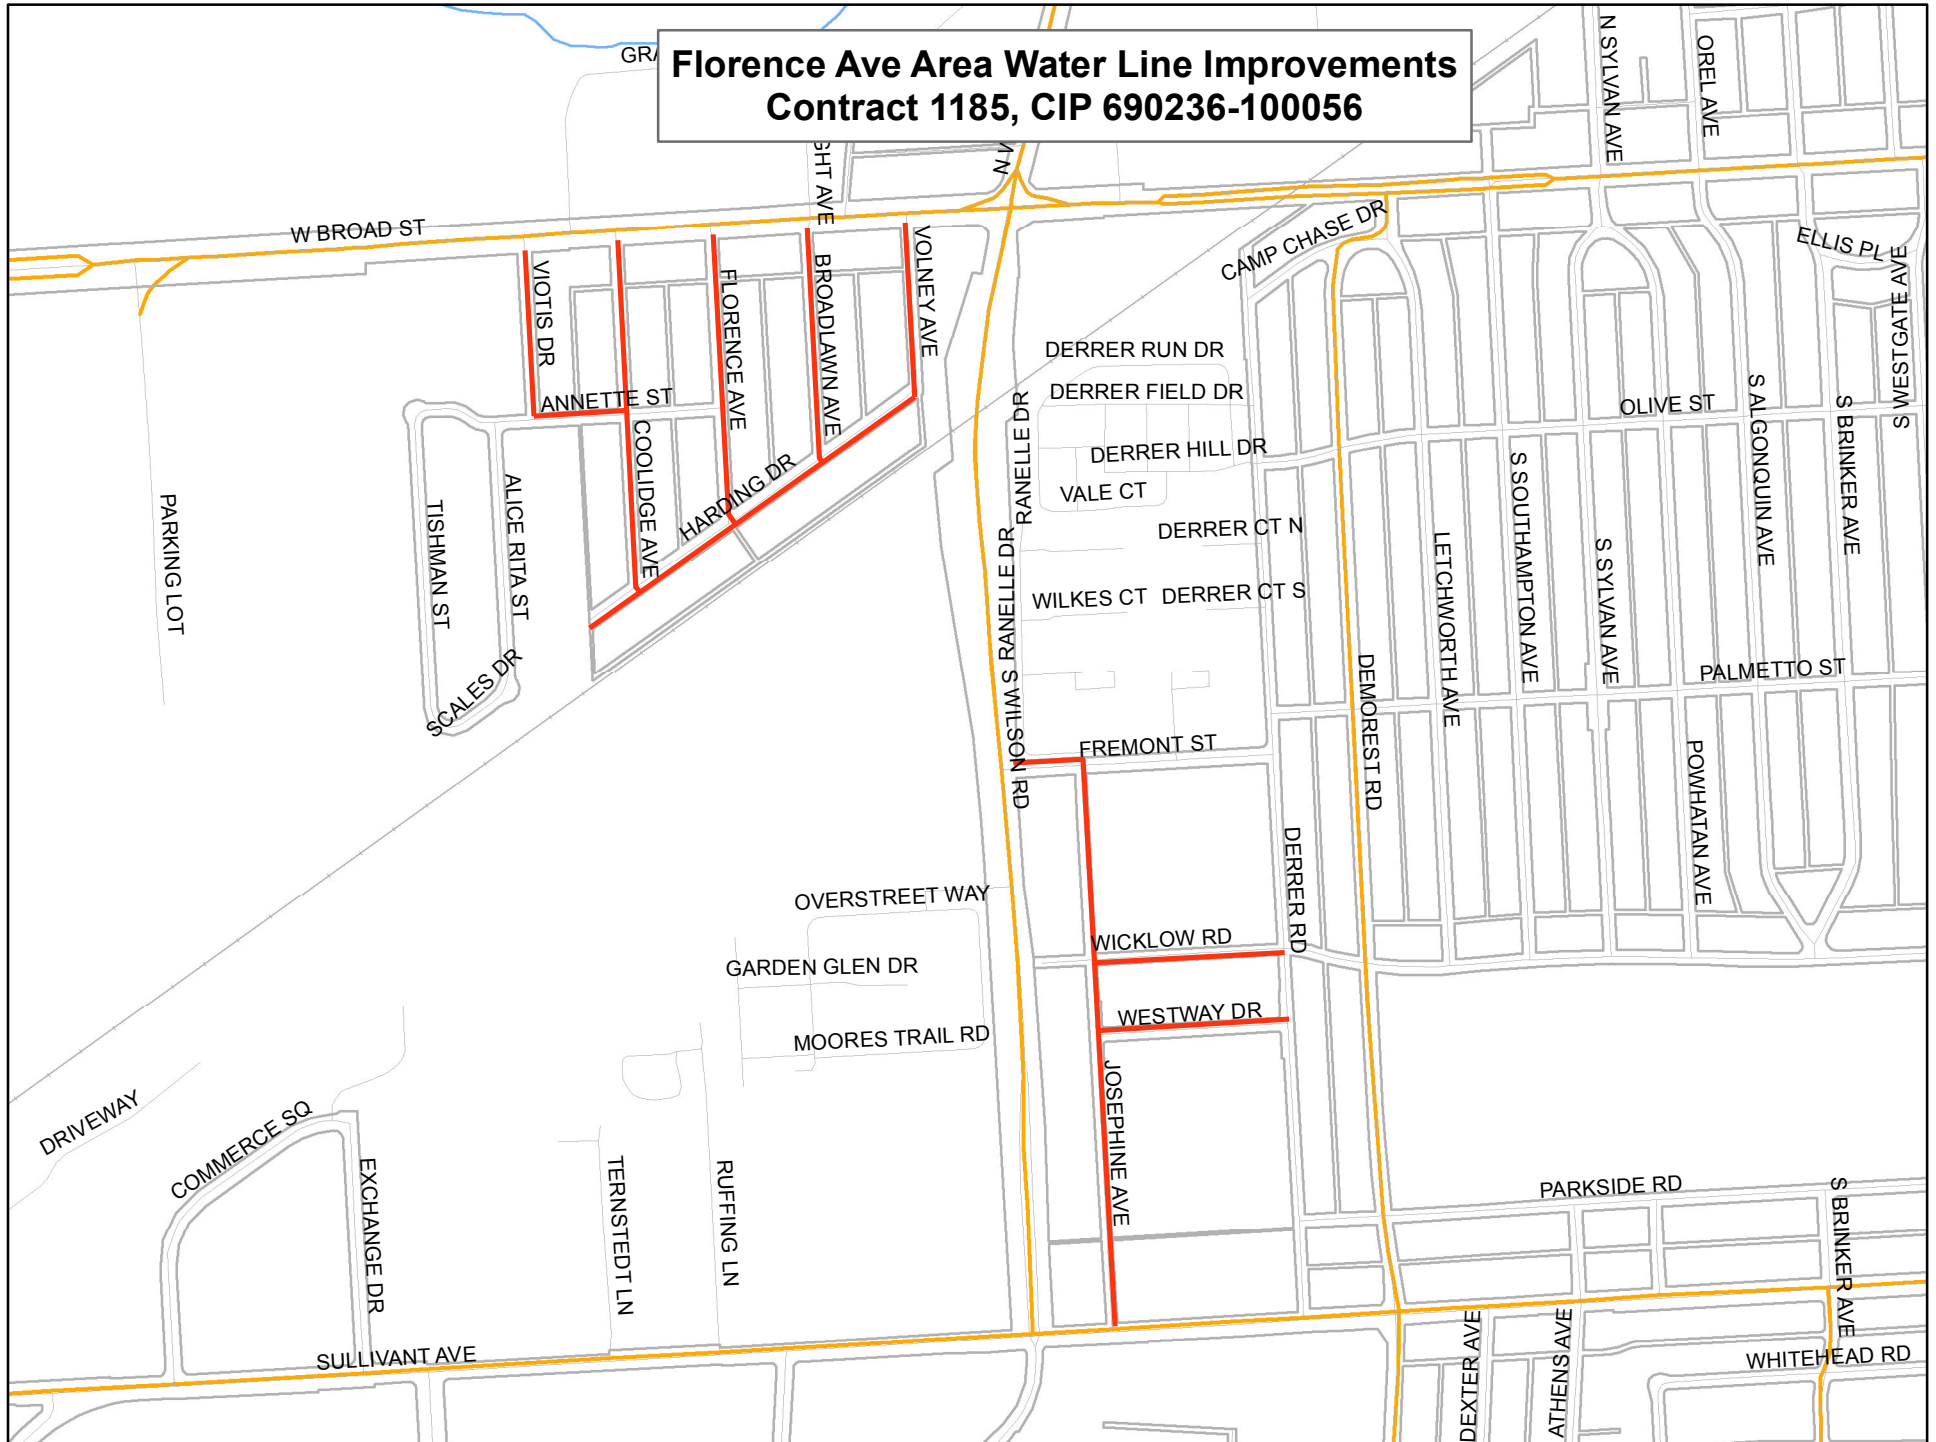 Florence Ave Area Water Line Improvements
Contract 1185, CIP 690236-100056
GRA
GHT AVE
N
N SYLVAN AVE
OREL AVE
W BROAD ST
CAMP CHASE DR
ELLIS PL
S WESTGATE AVE
VIOTIS DR
FLORENCE AVE
BROADLAWN AVE
VOLNEY AVE
ANNETTE ST
COOLIDGE AVE
HARDING DR
PARKING LOT
TISHMAN ST
ALICE RITA ST
SCALES DR
RANELLE DR
DERRER RUN DR
DERRER FIELD DR
DERRER HILL DR
VALE CT
DERRER CT N
WILKES CT
DERRER CT S
S RANELLE DR
S WILSON RD
OLIVE ST
S ALGONQUIN AVE
S BRINKER AVE
S SOUTHAMPTON AVE
LETCHWORTH AVE
S SYLVAN AVE
PALMETTO ST
DEMOREST RD
POWHATAN AVE
FREMONT ST
DERRER RD
OVERSTREET WAY
GARDEN GLEN DR
MOORES TRAIL RD
WICKLOW RD
WESTWAY DR
JOSEPHINE AVE
DRIVEWAY
COMMERCE SQ
EXCHANGE DR
TERNSTEDT LN
RUFFING LN
PARKSIDE RD
S BRINKER AVE
SULLIVANT AVE
DEXTER AVE
ATHENS AVE
WHITEHEAD RD